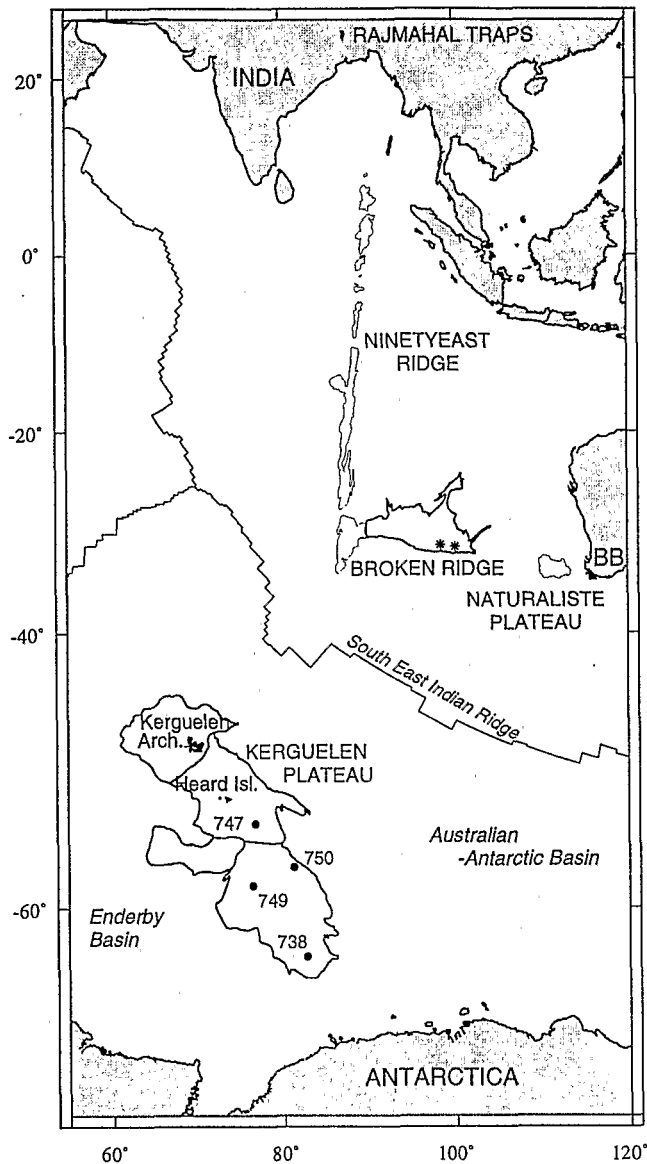 RAJMAHAL TRAPS
INDIA
20°
0°
NINETYEAST
RIDGE
-20°
BROKEN RIDGE
BB
NATURALISTE
PLATEAU
-40°
South East Indian Ridge
Kerguelen
Arch.
KERGUELEN
PLATEAU
Heard Isl.
747
750
749
738
Australian
-Antarctic Basin
-60°
Enderby
Basin
ANTARCTICA
60°
80°
100°
120°